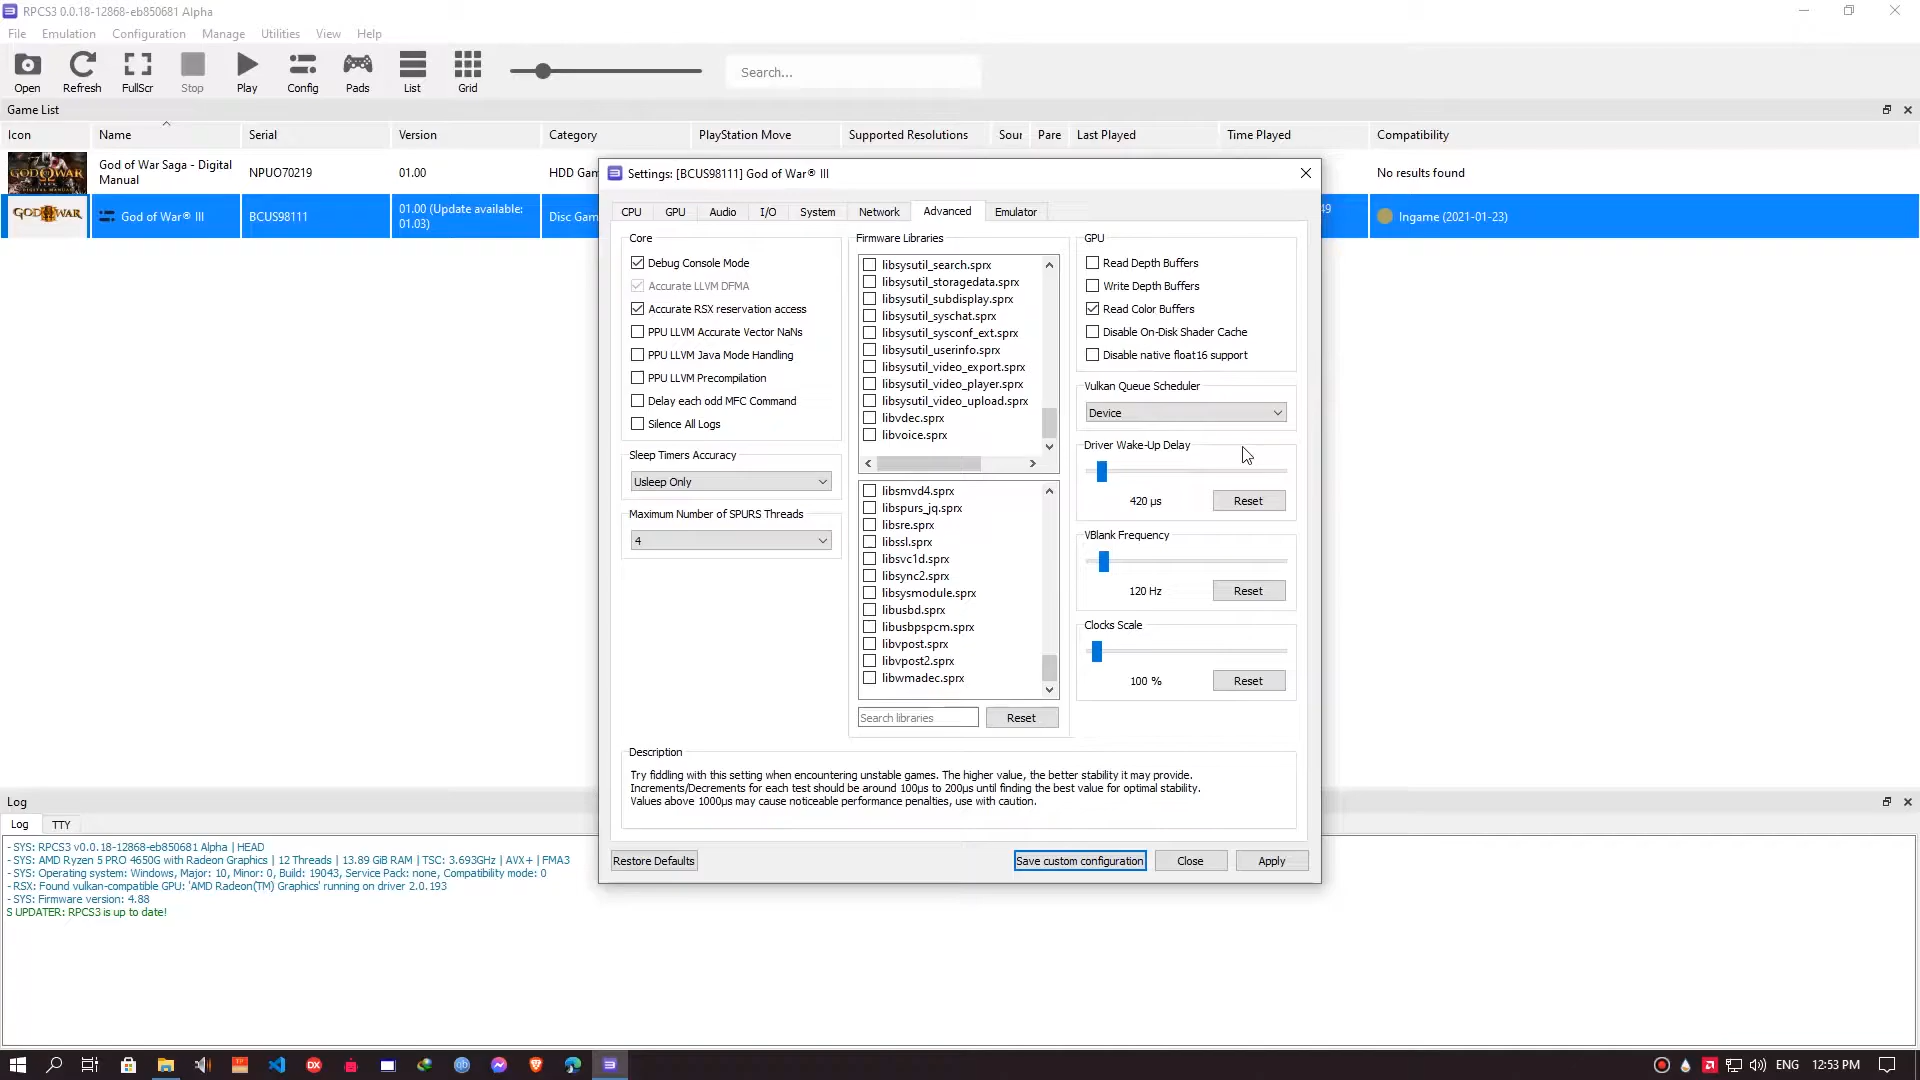 RPCS3 0.0.18-12868-eb850681 Alpha
File Emulation Configuration Manage Utilities View Help
Open Refresh FullScr Stop Play Config Pads List Grid Search...
Game List
Icon Name Serial Version Category PlayStation Move Supported Resolutions Sour Pare Last Played Time Played Compatibility
God of War Saga - Digital
Manual
NPUO70219 01.00 HDD Gam No results found
God of War® III BCUS98111
01.00 (Update available:
01.03)
Disc Gam 49 Ingame (2021-01-23)
GOD WAR
GOD WAR
Settings: [BCUS98111] God of War® III
CPU GPU Audio I/O System Network Advanced Emulator
Core
Debug Console Mode
Accurate LLVM DFMA
Accurate RSX reservation access
PPU LLVM Accurate Vector NaNs
PPU LLVM Java Mode Handling
PPU LLVM Precompilation
Delay each odd MFC Command
Silence All Logs
Sleep Timers Accuracy
Usleep Only
Maximum Number of SPURS Threads
4
Firmware Libraries
libsysutil_search.sprx
libsysutil_storagedata.sprx
libsysutil_subdisplay.sprx
libsysutil_syschat.sprx
libsysutil_sysconf_ext.sprx
libsysutil_userinfo.sprx
libsysutil_video_export.sprx
libsysutil_video_player.sprx
libsysutil_video_upload.sprx
libvdec.sprx
libvoice.sprx
libsmvd4.sprx
libspurs_jq.sprx
libsre.sprx
libssl.sprx
libsvc1d.sprx
libsync2.sprx
libsysmodule.sprx
libusbd.sprx
libusbpspcm.sprx
libvpost.sprx
libvpost2.sprx
libwmadec.sprx
Search libraries Reset
GPU
Read Depth Buffers
Write Depth Buffers
Read Color Buffers
Disable On-Disk Shader Cache
Disable native float16 support
Vulkan Queue Scheduler
Device
Driver Wake-Up Delay
420 µs Reset
VBlank Frequency
120 Hz Reset
Clocks Scale
100 % Reset
Description
Try fiddling with this setting when encountering unstable games. The higher value, the better stability it may provide.
Increments/Decrements for each test should be around 100µs to 200µs until finding the best value for optimal stability.
Values above 1000µs may cause noticeable performance penalties, use with caution.
Restore Defaults Save custom configuration Close Apply
Log
Log TTY
- SYS: RPCS3 v0.0.18-12868-eb850681 Alpha | HEAD
- SYS: AMD Ryzen 5 PRO 4650G with Radeon Graphics | 12 Threads | 13.89 GiB RAM | TSC: 3.693GHz | AVX+ | FMA3
- SYS: Operating system: Windows, Major: 10, Minor: 0, Build: 19043, Service Pack: none, Compatibility mode: 0
- RSX: Found vulkan-compatible GPU: 'AMD Radeon(TM) Graphics' running on driver 2.0.193
- SYS: Firmware version: 4.88
S UPDATER: RPCS3 is up to date!
DX qb ENG 12:53 PM